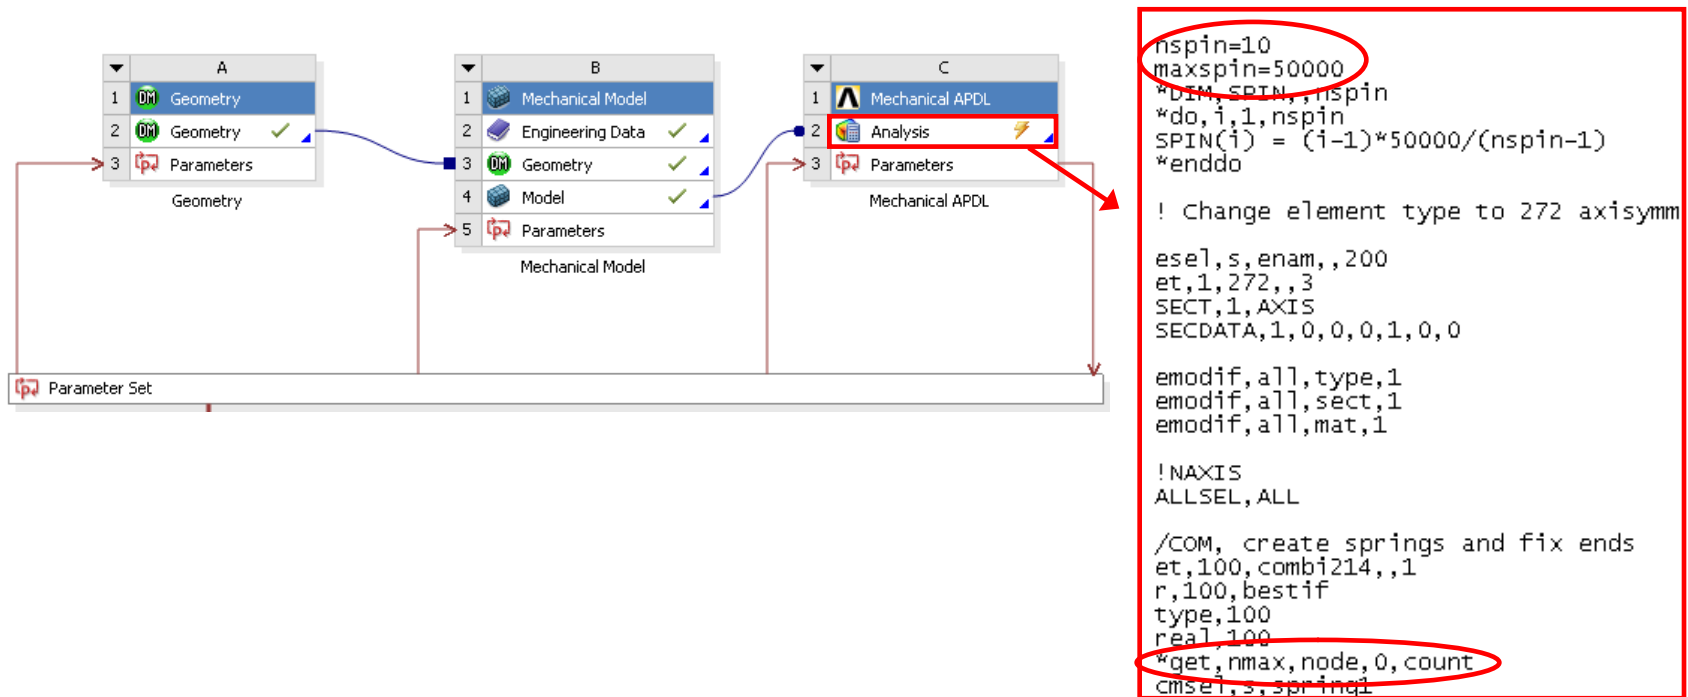 A
1 Geometry
2 Geometry
3 Parameters
Geometry
B
1 Mechanical Model
2 Engineering Data
3 Geometry
4 Model
5 Parameters
Mechanical Model
C
1 Mechanical APDL
2 Analysis
3 Parameters
Mechanical APDL
Parameter Set
nspin=10
maxspin=50000
*DIM,SPIN,,nspin
*do,i,1,nspin
SPIN(i) = (i-1)*50000/(nspin-1)
*enddo
! Change element type to 272 axisymm
esel,s,enam,,200
et,1,272,,3
SECT,1,AXIS
SECDATA,1,0,0,0,1,0,0
emodif,all,type,1
emodif,all,sect,1
emodif,all,mat,1
!NAXIS
ALLSEL,ALL
/COM, create springs and fix ends
et,100,combi214,,1
r,100,bestif
type,100
real,100
*get,nmax,node,0,count
cmsel,s,spring1